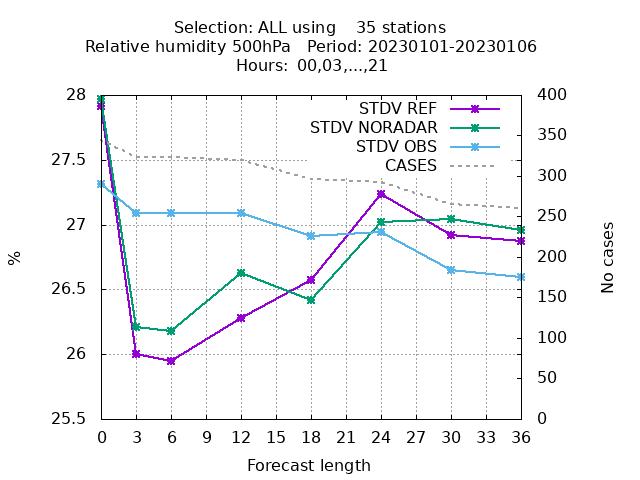 Selection: ALL using    35 stations
Relative humidity 500hPa   Period: 20230101-20230106
Hours: 00,03,...,21
STDV REF
STDV NORADAR
STDV OBS
CASES
28
27.5
27
26.5
26
25.5
%
400
350
300
250
200
150
100
50
0
No cases
0 3 6 9 12 15 18 21 24 27 30 33 36
Forecast length